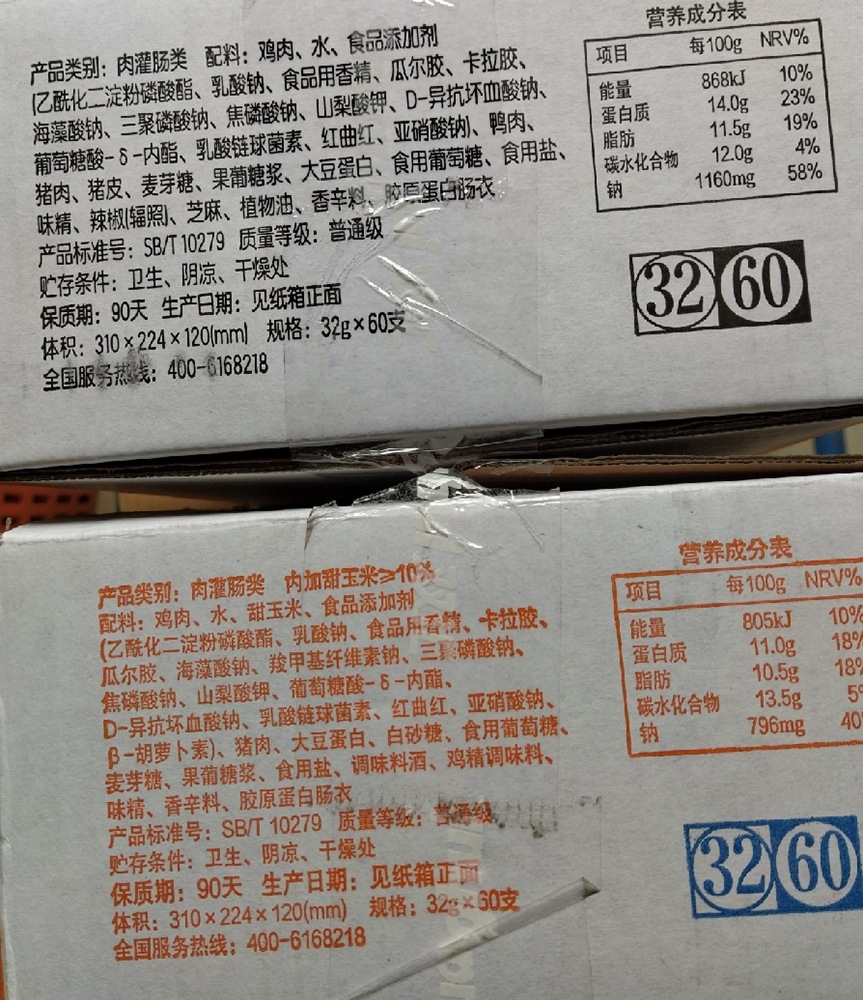 产品类别：肉灌肠类 配料：鸡肉、水、食品添加剂
(乙酰化二淀粉磷酸酯、乳酸钠、食品用香精、瓜尔胶、卡拉胶、
海藻酸钠、三聚磷酸钠、焦磷酸钠、山梨酸钾、D-异抗坏血酸钠、
葡萄糖酸-δ-内酯、乳酸链球菌素、红曲红、亚硝酸钠)、鸭肉、
猪肉、猪皮、麦芽糖、果葡糖浆、大豆蛋白、食用葡萄糖、食用盐、
味精、辣椒(辐照)、芝麻、植物油、香辛料、胶原蛋白肠衣
产品标准号：SB/T 10279 质量等级：普通级
贮存条件：卫生、阴凉、干燥处
保质期：90天 生产日期：见纸箱正面
体积：310×224×120(mm) 规格：32g×60支
全国服务热线：400-6168218
营养成分表
项目 每100g NRV%
能量 868kJ 10%
蛋白质 14.0g 23%
脂肪 11.5g 19%
碳水化合物 12.0g 4%
钠 1160mg 58%
32 60
产品类别：肉灌肠类 内加甜玉米≥10%
配料：鸡肉、水、甜玉米、食品添加剂
(乙酰化二淀粉磷酸酯、乳酸钠、食品用香精、卡拉胶、
瓜尔胶、海藻酸钠、羧甲基纤维素钠、三聚磷酸钠、
焦磷酸钠、山梨酸钾、葡萄糖酸-δ-内酯、
D-异抗坏血酸钠、乳酸链球菌素、红曲红、亚硝酸钠、
β-胡萝卜素)、猪肉、大豆蛋白、白砂糖、食用葡萄糖、
麦芽糖、果葡糖浆、食用盐、调味料酒、鸡精调味料、
味精、香辛料、胶原蛋白肠衣
产品标准号：SB/T 10279 质量等级：普通级
贮存条件：卫生、阴凉、干燥处
保质期：90天 生产日期：见纸箱正面
体积：310×224×120(mm) 规格：32g×60支
全国服务热线：400-6168218
营养成分表
项目 每100g NRV%
能量 805kJ 10%
蛋白质 11.0g 18%
脂肪 10.5g 18%
碳水化合物 13.5g 5%
钠 796mg 40
32 60